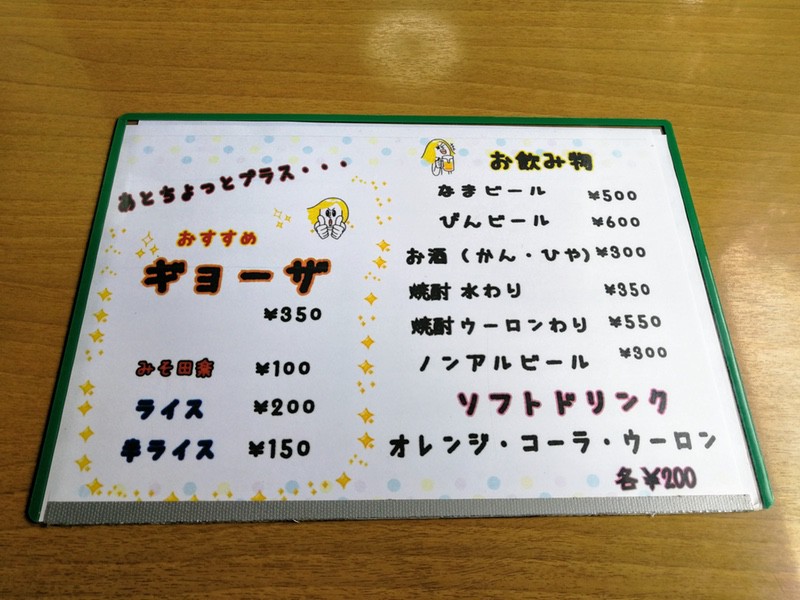 あとちょっとプラス・・・
おすすめ
ギョーザ
¥350
みそ田楽 ¥100
ライス ¥200
半ライス ¥150
お飲み物
なまビール ¥500
びんビール ¥600
お酒(かん・ひや) ¥300
焼酎 水わり ¥350
焼酎ウーロンわり ¥550
ノンアルビール ¥300
ソフトドリンク
オレンジ・コーラ・ウーロン
各¥200